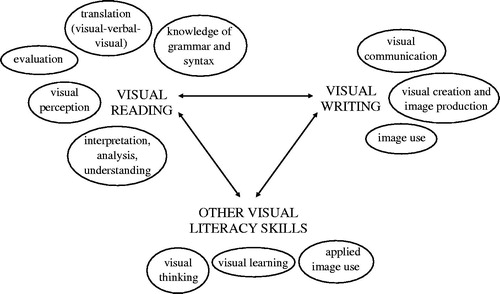 translation
(visual-verbal-
visual)
knowledge of
grammar and
syntax
evaluation
visual
perception
VISUAL
READING
interpretation,
analysis,
understanding
visual
communication
VISUAL
WRITING
visual creation and
image production
image use
OTHER VISUAL
LITERACY SKILLS
visual
thinking
visual learning
applied
image use